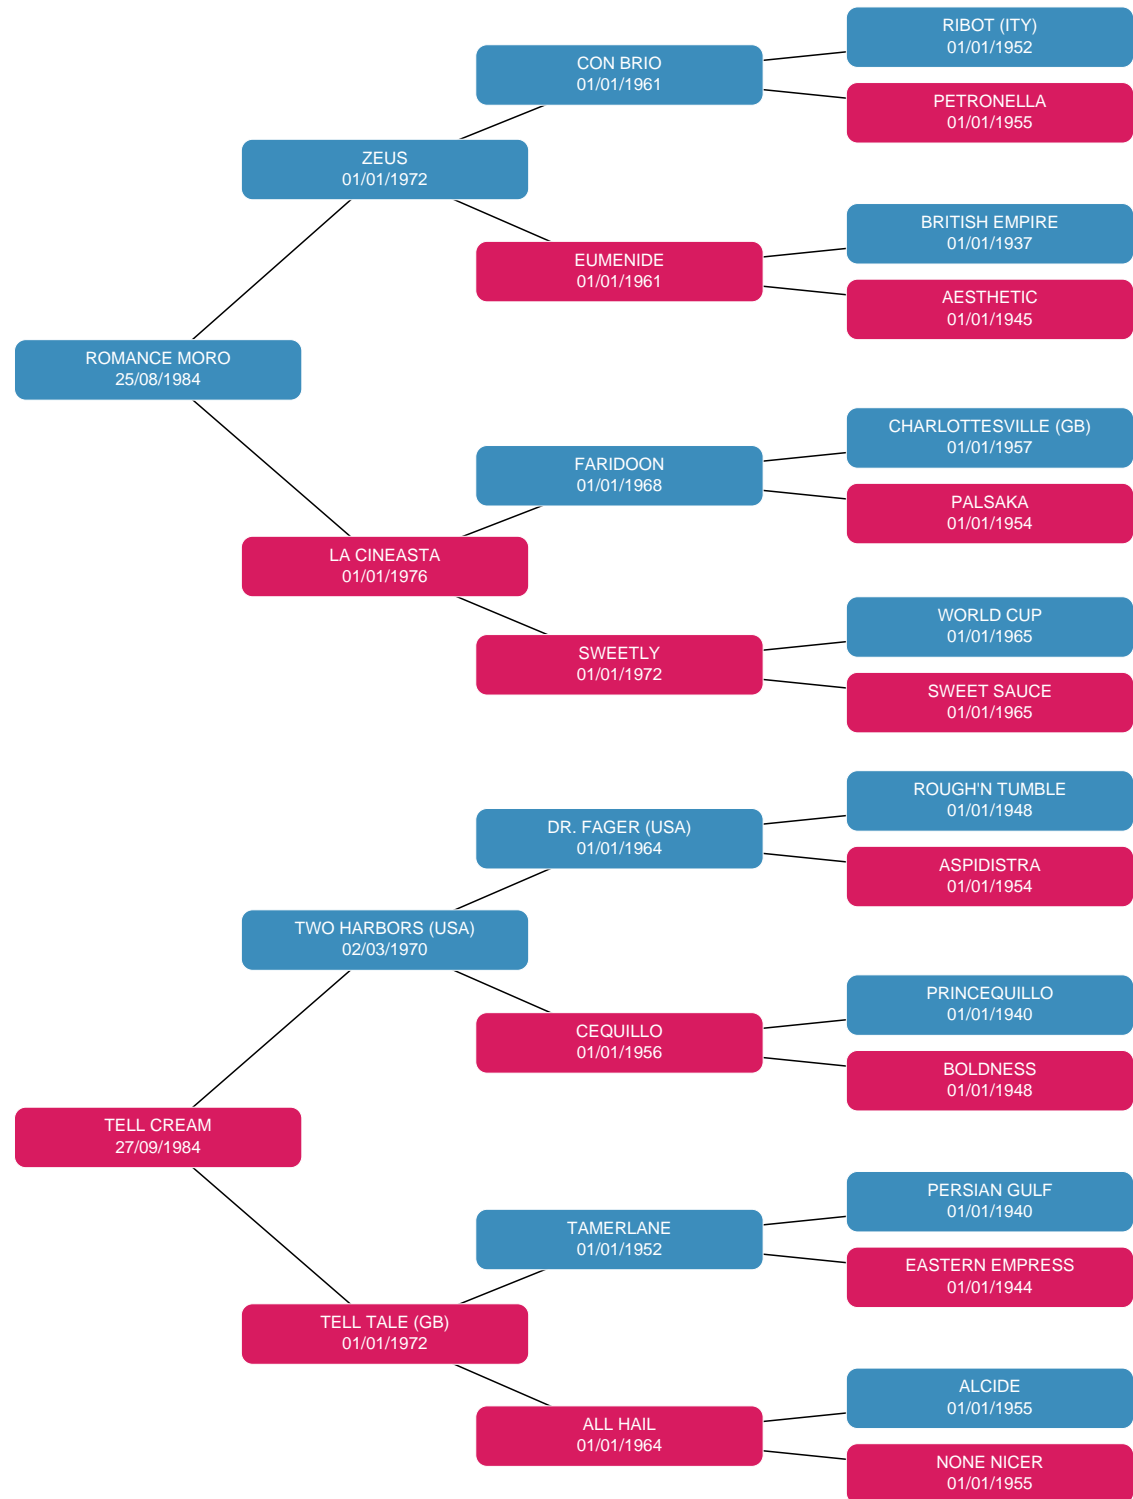 RIBOT (ITY)
01/01/1952
CON BRIO
01/01/1961
PETRONELLA
01/01/1955
ZEUS
01/01/1972
BRITISH EMPIRE
01/01/1937
EUMENIDE
01/01/1961
AESTHETIC
01/01/1945
ROMANCE MORO
25/08/1984
CHARLOTTESVILLE (GB)
01/01/1957
FARIDOON
01/01/1968
PALSAKA
01/01/1954
LA CINEASTA
01/01/1976
WORLD CUP
01/01/1965
SWEETLY
01/01/1972
SWEET SAUCE
01/01/1965
ROUGH'N TUMBLE
01/01/1948
DR. FAGER (USA)
01/01/1964
ASPIDISTRA
01/01/1954
TWO HARBORS (USA)
02/03/1970
PRINCEQUILLO
01/01/1940
CEQUILLO
01/01/1956
BOLDNESS
01/01/1948
TELL CREAM
27/09/1984
PERSIAN GULF
01/01/1940
TAMERLANE
01/01/1952
EASTERN EMPRESS
01/01/1944
TELL TALE (GB)
01/01/1972
ALCIDE
01/01/1955
ALL HAIL
01/01/1964
NONE NICER
01/01/1955